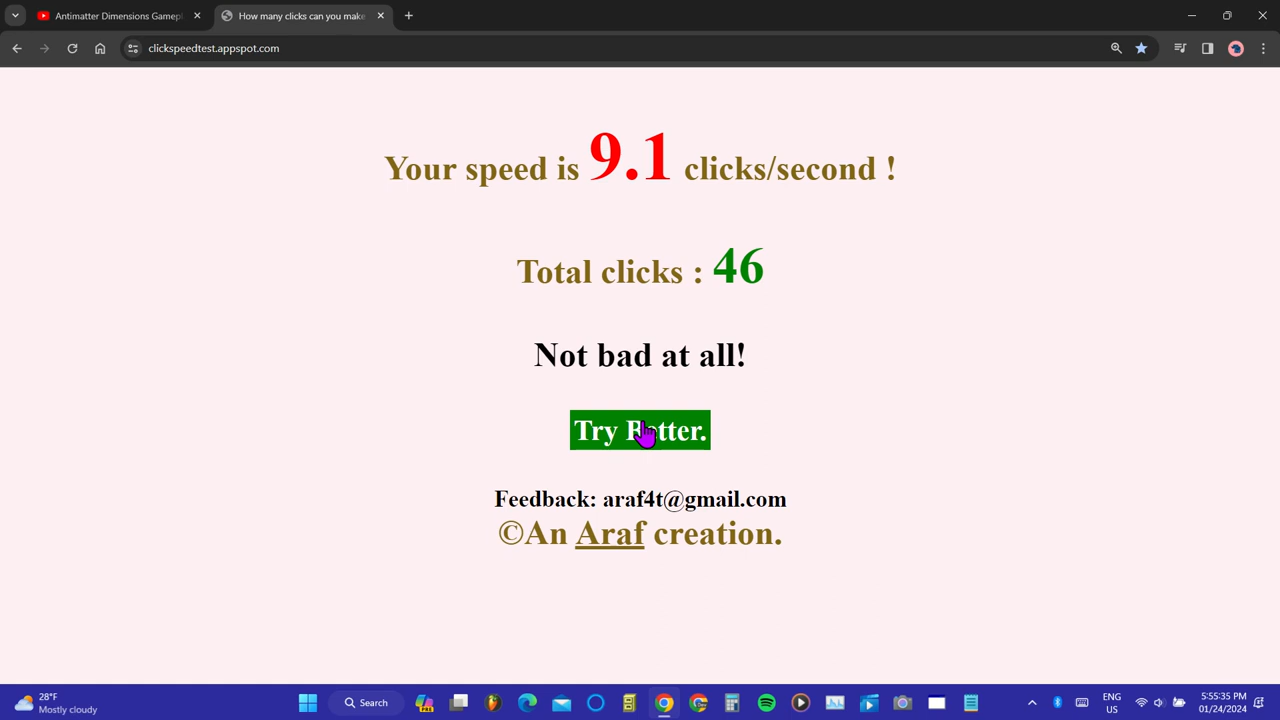 Antimatter Dimensions Gamepl
How many clicks can you make
clickspeedtest.appspot.com
Your speed is 9.1 clicks/second !
Total clicks : 46
Not bad at all!
Try Better.
Feedback: araf4t@gmail.com
©An Araf creation.
28°F
Mostly cloudy
Search
ENG
US
5:55:35 PM
01/24/2024